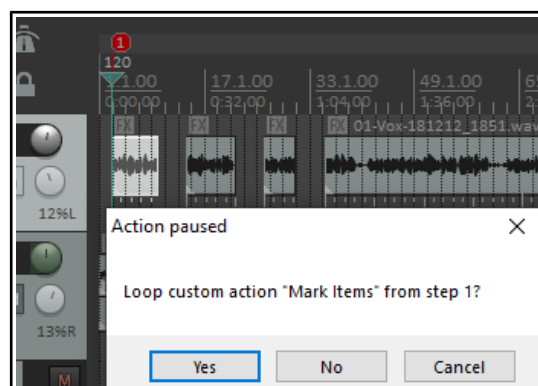 1
120
1.1.00 17.1.00 33.1.00 49.1.00
0:00.00 0:32.00 1:04.00 1:36.00
FX FX FX FX 01-Vox-181212_1851.wav
12%L
13%R
M
Action paused
Loop custom action "Mark Items" from step 1?
Yes No Cancel